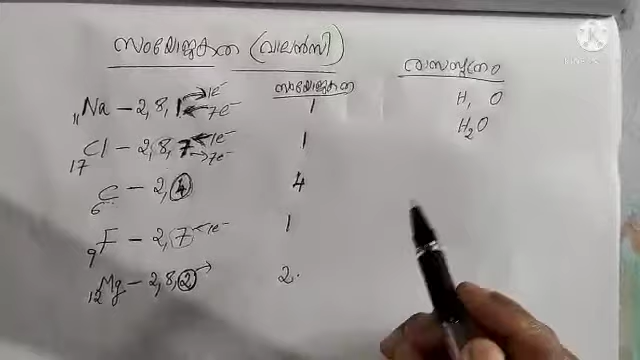 സംയോജകത (വാലൻസി)
സംയോജകത
രാസസൂത്രം
₁₁Na – 2,8,1 1e⁻ 7e⁻ 1
H, O
H₂O
₁₇Cl – 2,8,7 1e⁻ 7e⁻ 1
₆C – 2,4 4
₉F – 2,7 1e⁻ 1
₁₂Mg – 2,8,2 2.